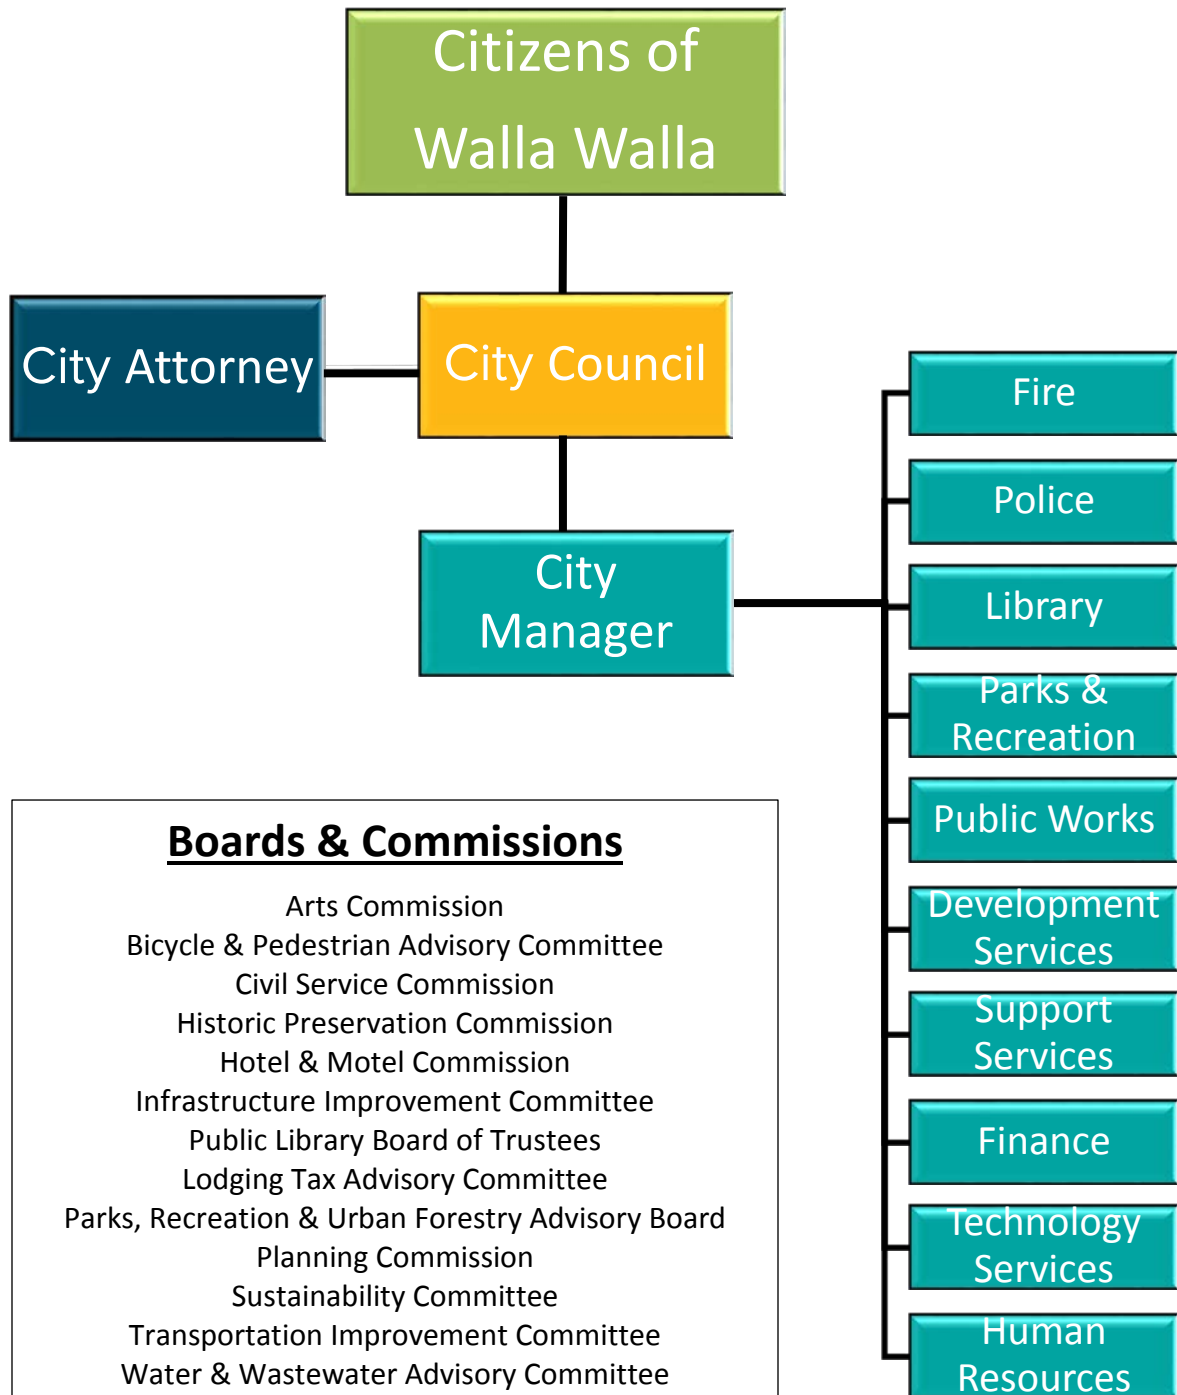 Citizens of
Walla Walla
City Attorney
City Council
City
Manager
Fire
Police
Library
Parks &
Recreation
Public Works
Development
Services
Support
Services
Finance
Technology
Services
Human
Resources
Boards & Commissions
Arts Commission
Bicycle & Pedestrian Advisory Committee
Civil Service Commission
Historic Preservation Commission
Hotel & Motel Commission
Infrastructure Improvement Committee
Public Library Board of Trustees
Lodging Tax Advisory Committee
Parks, Recreation & Urban Forestry Advisory Board
Planning Commission
Sustainability Committee
Transportation Improvement Committee
Water & Wastewater Advisory Committee